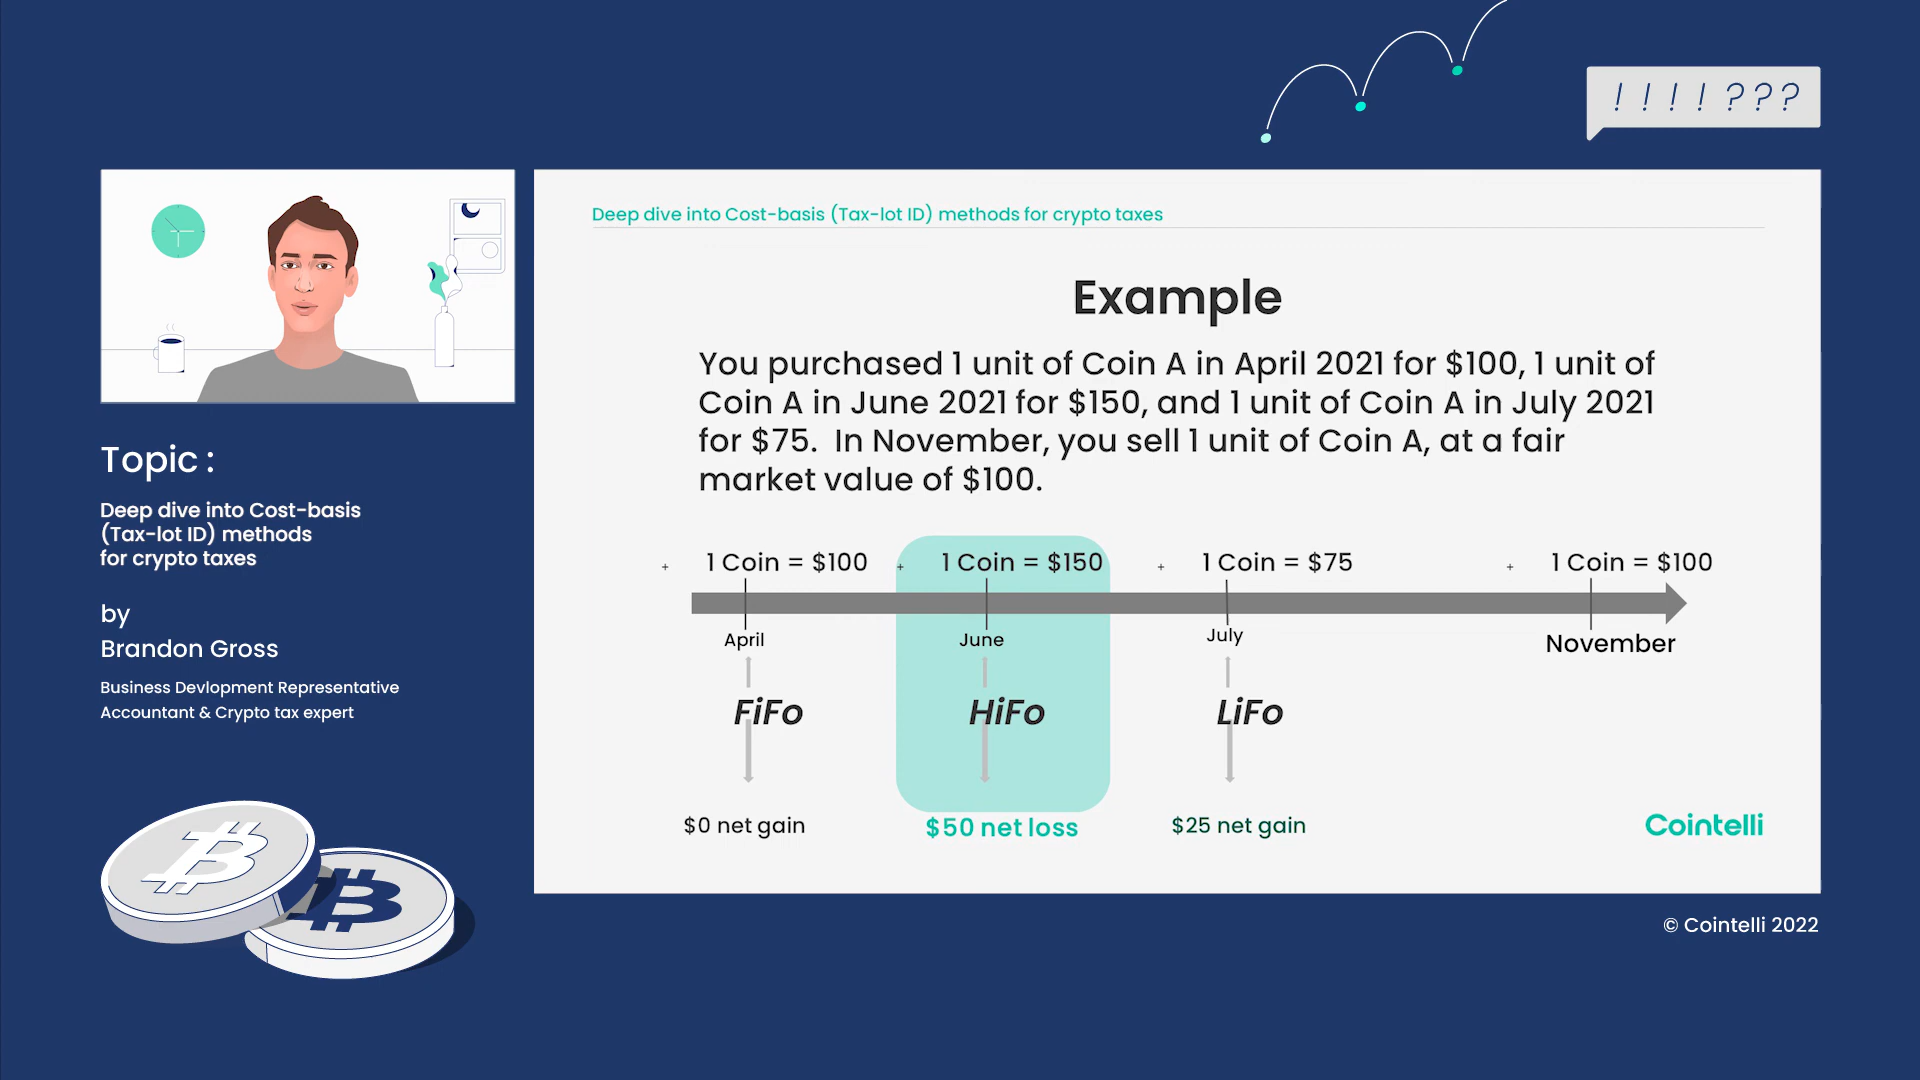 ! ! ! ! ? ? ?
Deep dive into Cost-basis (Tax-lot ID) methods for crypto taxes
Example
You purchased 1 unit of Coin A in April 2021 for $100, 1 unit of
Coin A in June 2021 for $150, and 1 unit of Coin A in July 2021
for $75.  In November, you sell 1 unit of Coin A, at a fair
market value of $100.
+ 1 Coin = $100
+ 1 Coin = $150
+ 1 Coin = $75
+ 1 Coin = $100
April
June
July
November
FiFo
HiFo
LiFo
$0 net gain
$50 net loss
$25 net gain
Cointelli
Topic :
Deep dive into Cost-basis
(Tax-lot ID) methods
for crypto taxes
by
Brandon Gross
Business Devlopment Representative
Accountant & Crypto tax expert
© Cointelli 2022